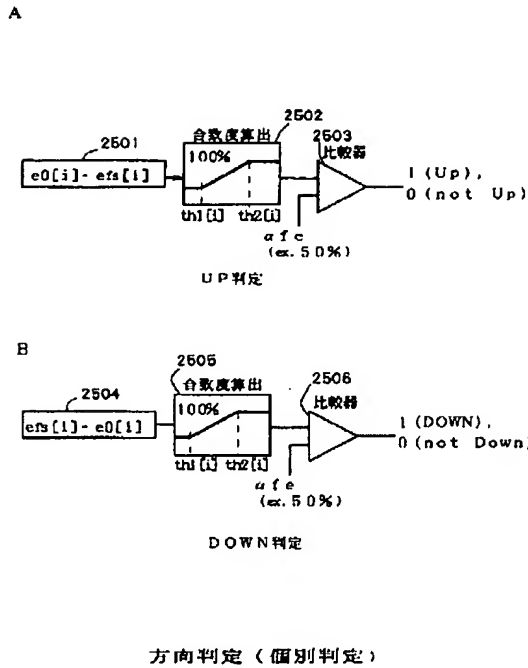 A
2501
2502
2503
合致度算出
比較器
100%
e0[i]- efs[i]
th1[i]
th2[i]
1 (Up),
0 (not Up)
αfe
(ex. 50%)
UP判定
B
2504
2505
2506
合致度算出
比較器
100%
efs[i]- e0[i]
th1[i]
th2[i]
1 (DOWN),
0 (not Down)
αfe
(ex. 50%)
DOWN判定
方向判定 (個別判定)